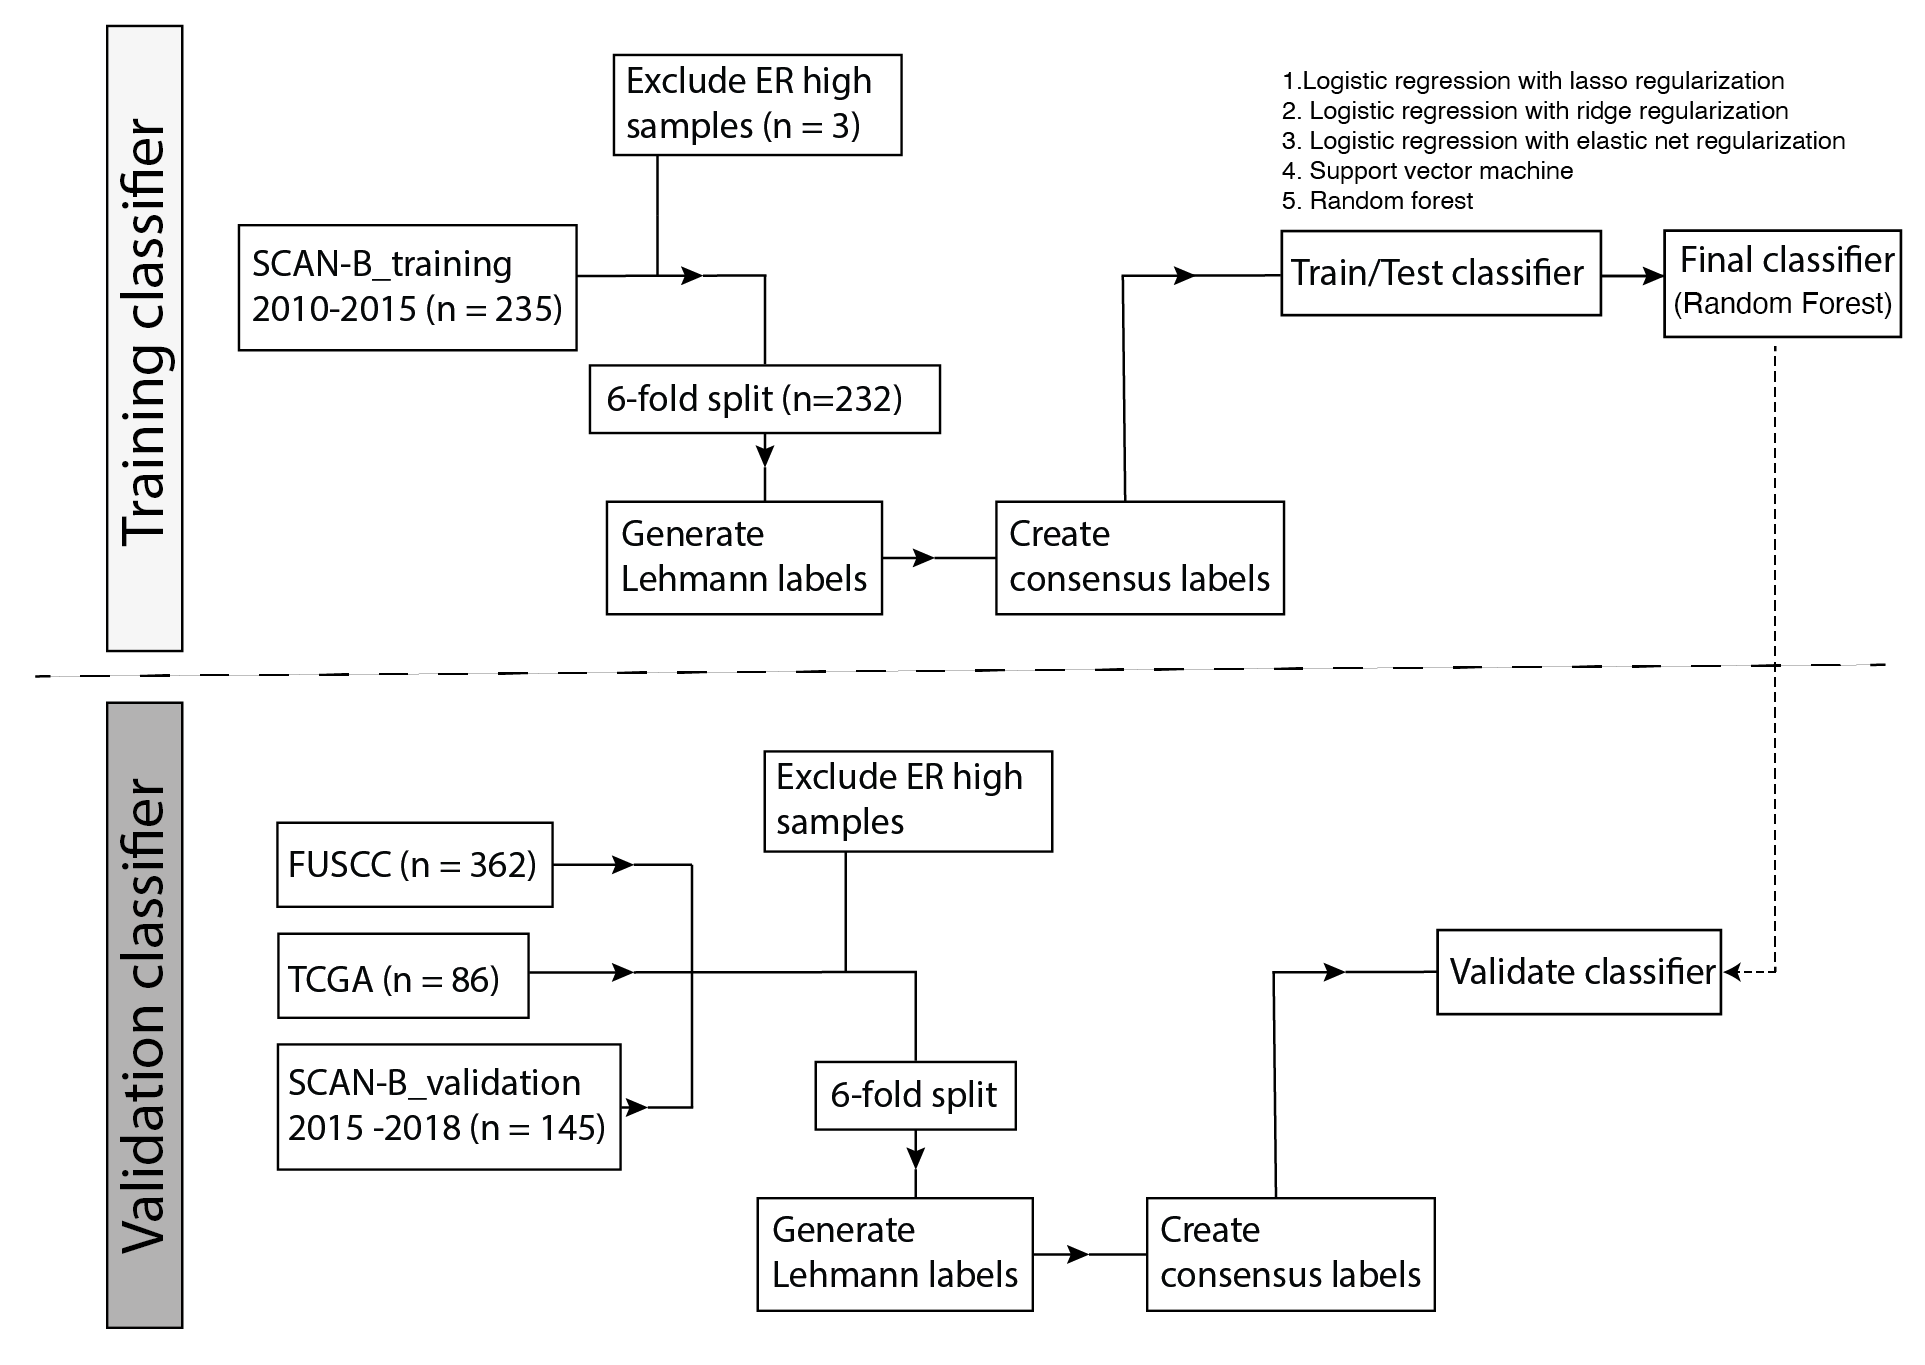 Training classifier
Exclude ER high
samples (n = 3)
1.Logistic regression with lasso regularization
2. Logistic regression with ridge regularization
3. Logistic regression with elastic net regularization
4. Support vector machine
5. Random forest
SCAN-B_training
2010-2015 (n = 235)
Train/Test classifier
Final classifier
(Random Forest)
6-fold split (n=232)
Generate
Lehmann labels
Create
consensus labels
Validation classifier
Exclude ER high
samples
FUSCC (n = 362)
TCGA (n = 86)
SCAN-B_validation
2015 -2018 (n = 145)
Validate classifier
6-fold split
Generate
Lehmann labels
Create
consensus labels